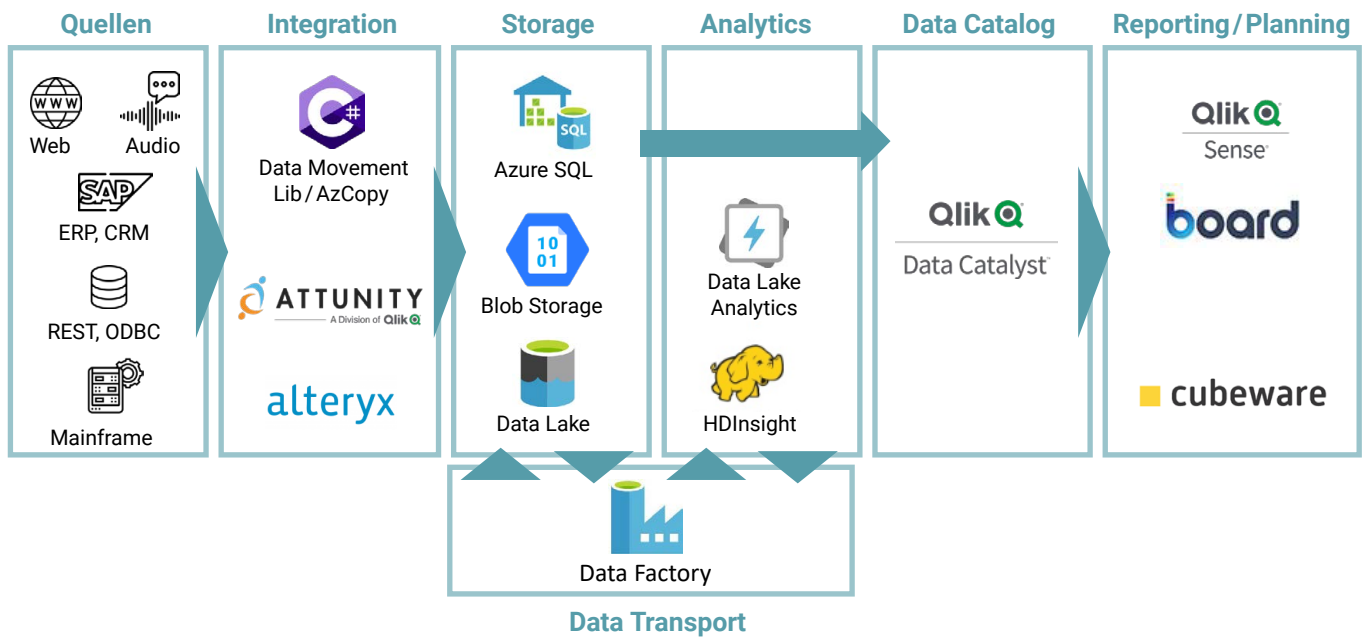 Quellen
WWW
Web
Audio
SAP
ERP, CRM
REST, ODBC
Mainframe
Integration
C#
Data Movement
Lib / AzCopy
ATTUNITY
A Division of Qlik
alteryx
Storage
SQL
Azure SQL
10
01
Blob Storage
Data Lake
Analytics
Data Lake
Analytics
HDInsight
Data Catalog
Qlik
Data Catalyst
Reporting / Planning
Qlik
Sense
board
cubeware
Data Factory
Data Transport